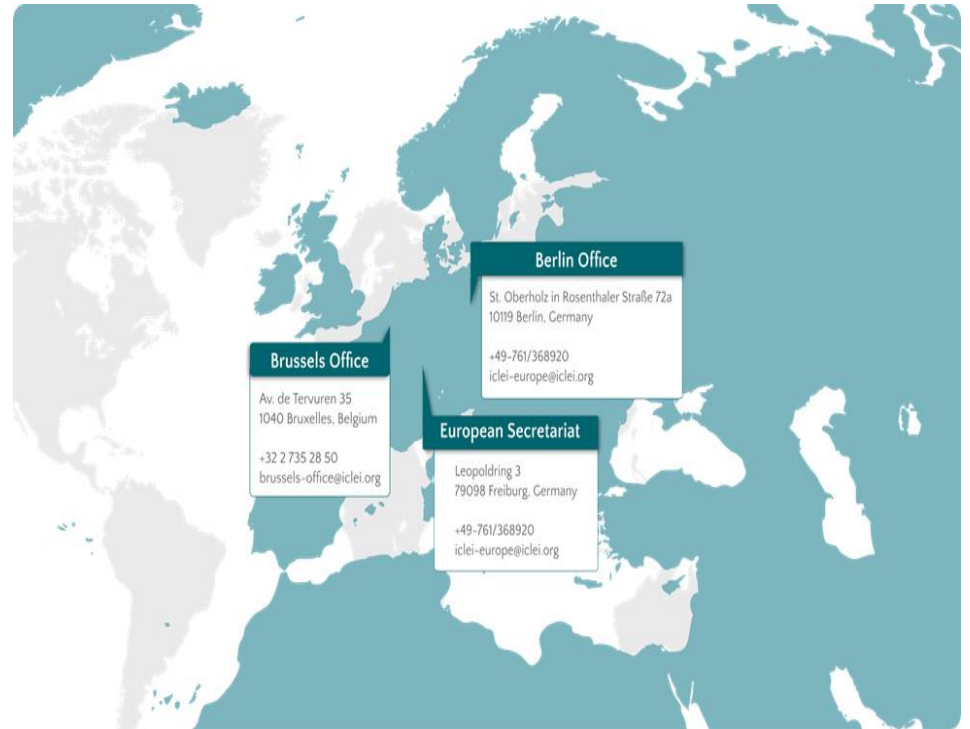 Berlin Office
St. Oberholz in Rosenthaler Straße 72a
10119 Berlin, Germany
+49-761/368920
iclei-europe@iclei.org
Brussels Office
Av. de Tervuren 35
1040 Bruxelles, Belgium
+32 2 735 28 50
brussels-office@iclei.org
European Secretariat
Leopoldring 3
79098 Freiburg, Germany
+49-761/368920
iclei-europe@iclei.org